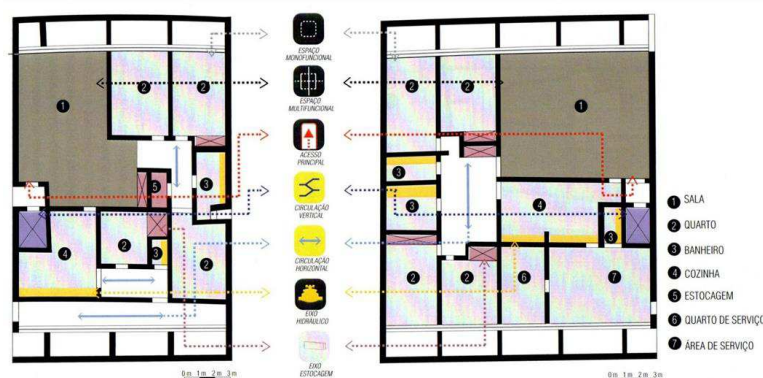 ESPAÇO
MONOFUNCIONAL
ESPAÇO
MULTIFUNCIONAL
ACESSO
PRINCIPAL
CIRCULAÇÃO
VERTICAL
CIRCULAÇÃO
HORIZONTAL
EIXO
HIDRÁULICO
EIXO
ESTOCAGEM
1
2
2
5
3
4
2
3
2
0m 1m 2m 3m
2
2
1
3
3
4
3
2
2
6
7
0m 1m 2m 3m
1 SALA
2 QUARTO
3 BANHEIRO
4 COZINHA
5 ESTOCAGEM
6 QUARTO DE SERVIÇO
7 ÁREA DE SERVIÇO